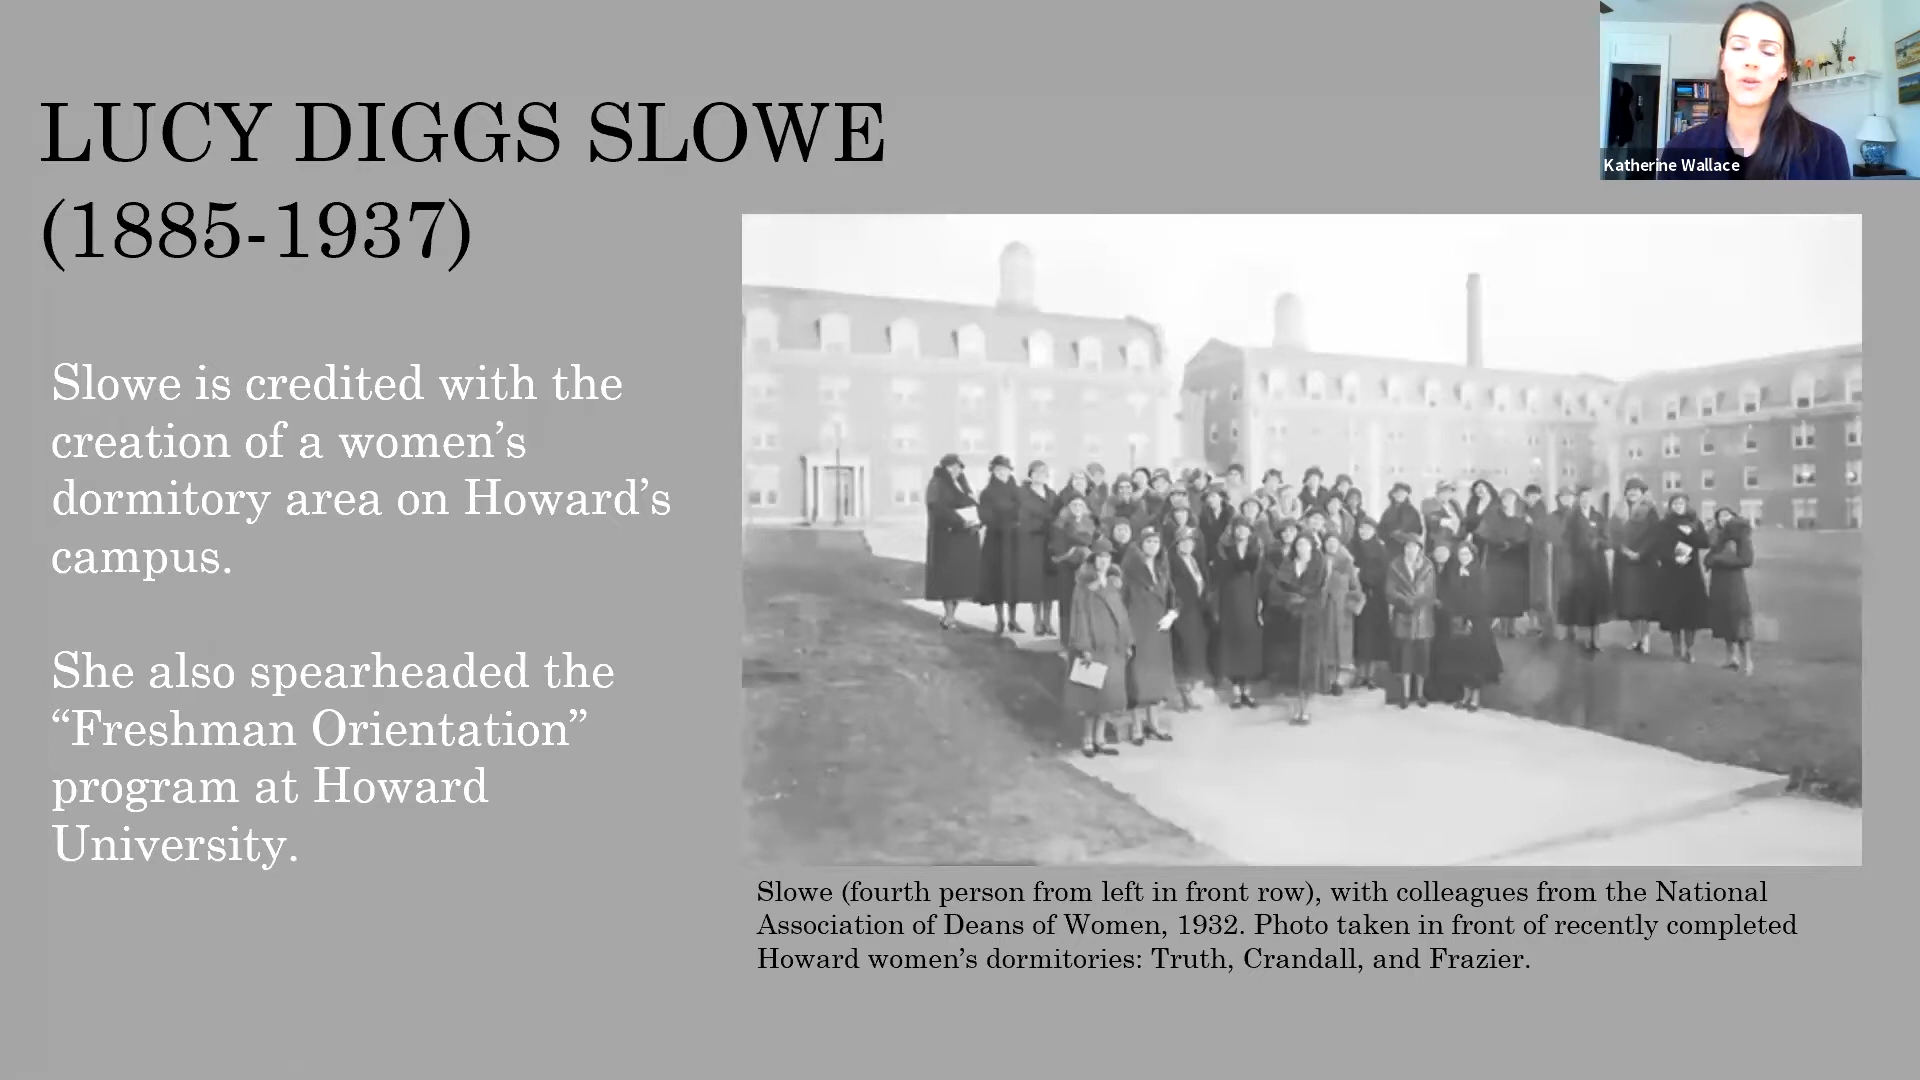 LUCY DIGGS SLOWE
(1885-1937)
Katherine Wallace
Slowe is credited with the
creation of a women’s
dormitory area on Howard’s
campus.
She also spearheaded the
“Freshman Orientation”
program at Howard
University.
Slowe (fourth person from left in front row), with colleagues from the National
Association of Deans of Women, 1932. Photo taken in front of recently completed
Howard women’s dormitories: Truth, Crandall, and Frazier.